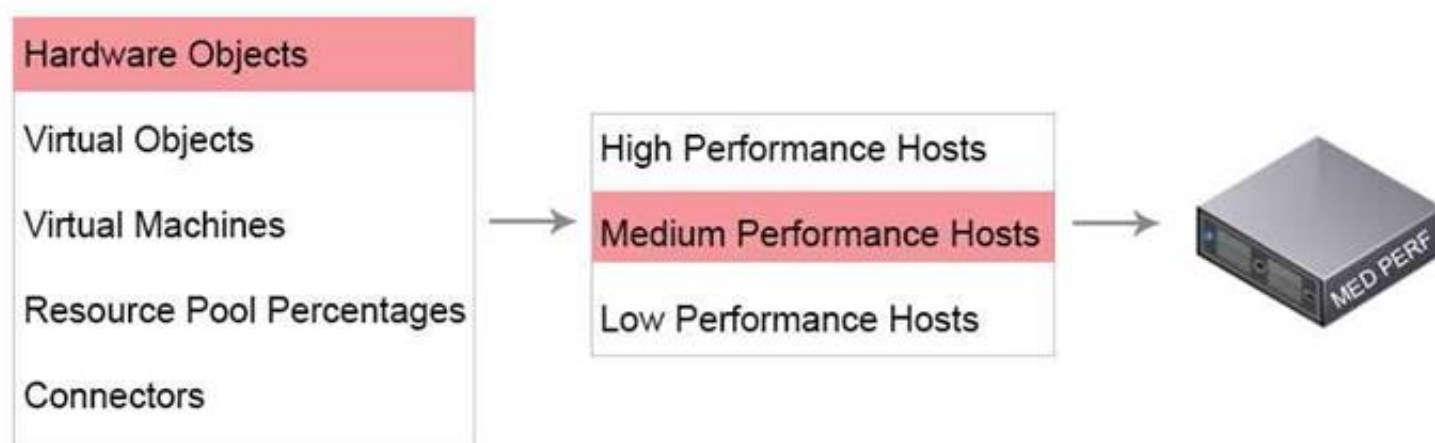 Hardware Objects
Virtual Objects
Virtual Machines
Resource Pool Percentages
Connectors
High Performance Hosts
Medium Performance Hosts
Low Performance Hosts
MED PERF